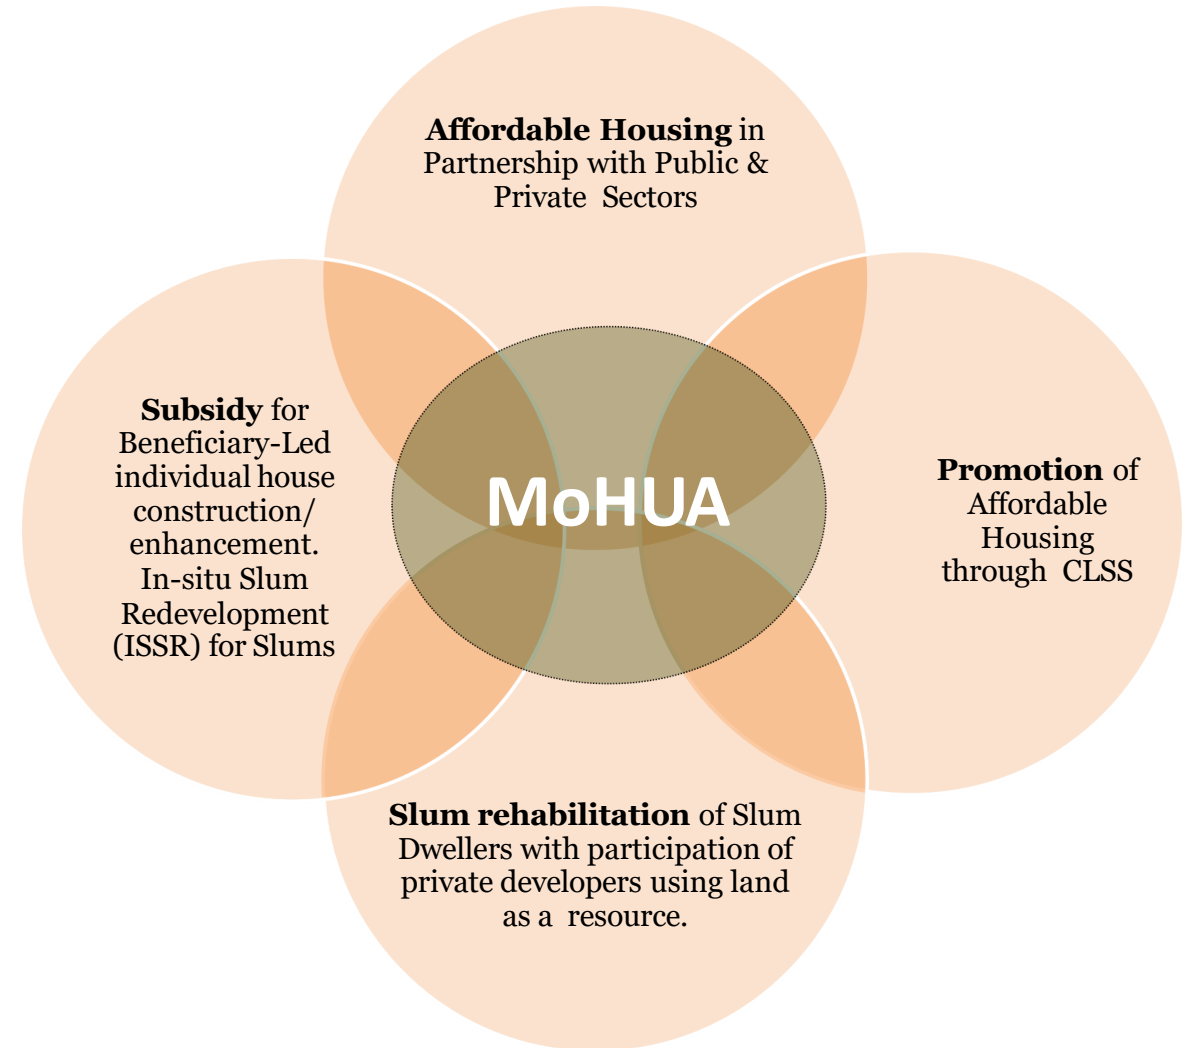 Affordable Housing in
Partnership with Public &
Private Sectors
Subsidy for
Beneficiary-Led
individual house
construction/
enhancement.
In-situ Slum
Redevelopment
(ISSR) for Slums
MoHUA
Promotion of
Affordable
Housing
through CLSS
Slum rehabilitation of Slum
Dwellers with participation of
private developers using land
as a resource.